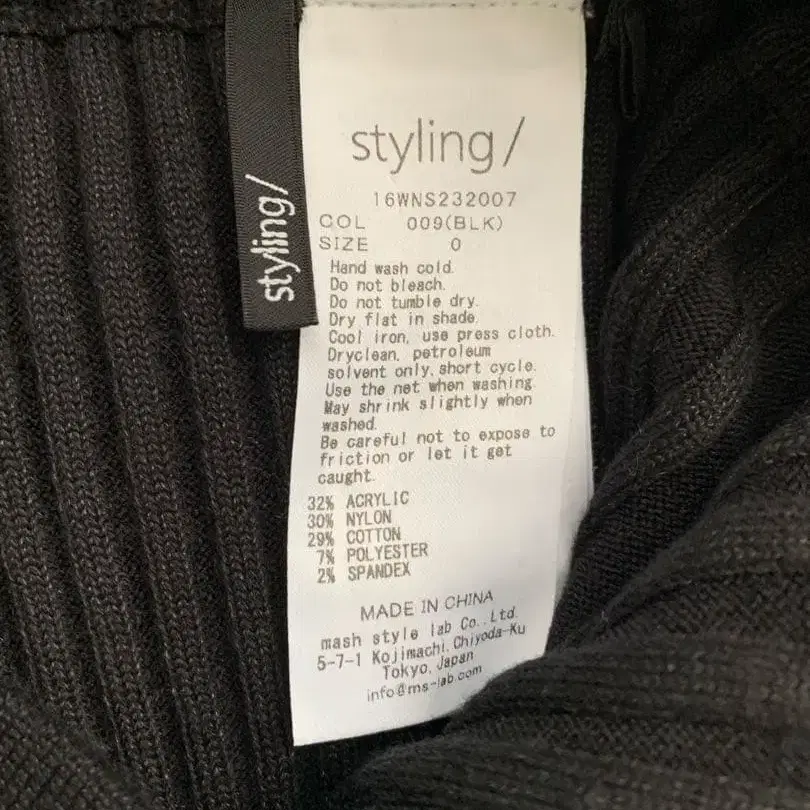 styling/
styling/
16WNS232007
COL 009(BLK)
SIZE 0
Hand wash cold.
Do not bleach.
Do not tumble dry.
Dry flat in shade.
Cool iron, use press cloth.
Dryclean, petroleum
solvent only, short cycle.
Use the net when washing.
May shrink slightly when
washed.
Be careful not to expose to
friction or let it get
caught.
32% ACRYLIC
30% NYLON
29% COTTON
7% POLYESTER
2% SPANDEX
MADE IN CHINA
mash style lab Co., Ltd.
5-7-1 Kojimachi, Chiyoda-Ku
Tokyo, Japan
info@ms-lab.com